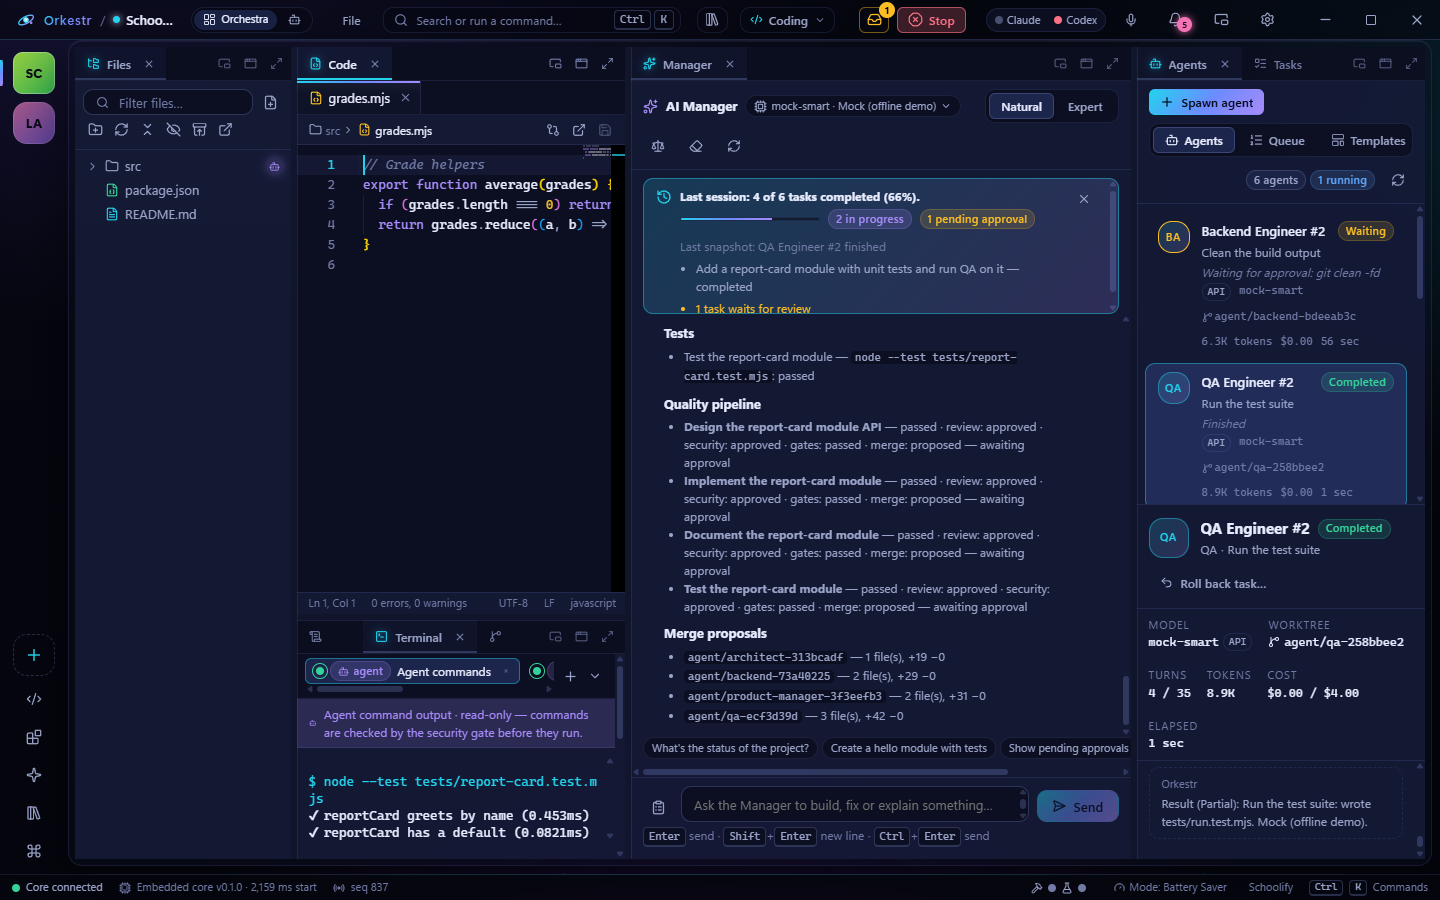 Orkestr / Schoo...
Orchestra
File
Search or run a command...
Ctrl K
Coding
1
Stop
Claude
Codex
5
SC
LA
Files
Filter files...
src
package.json
README.md
Code
grades.mjs
src > grades.mjs
1 // Grade helpers
2 export function average(grades) {
3 if (grades.length === 0) return
4 return grades.reduce((a, b) =>
5 }
6
Ln 1, Col 1 0 errors, 0 warnings UTF-8 LF javascript
Terminal
agent Agent commands
Agent command output · read-only — commands
are checked by the security gate before they run.
$ node --test tests/report-card.test.m
js
✔ reportCard greets by name (0.453ms)
✔ reportCard has a default (0.0821ms)
Manager
AI Manager
mock-smart · Mock (offline demo)
Natural
Expert
Last session: 4 of 6 tasks completed (66%).
2 in progress
1 pending approval
Last snapshot: QA Engineer #2 finished
• Add a report-card module with unit tests and run QA on it —
completed
• 1 task waits for review
Tests
• Test the report-card module — node --test tests/report-
card.test.mjs : passed
Quality pipeline
• Design the report-card module API — passed · review: approved ·
security: approved · gates: passed · merge: proposed — awaiting
approval
• Implement the report-card module — passed · review: approved ·
security: approved · gates: passed · merge: proposed — awaiting
approval
• Document the report-card module — passed · review: approved ·
security: approved · gates: passed · merge: proposed — awaiting
approval
• Test the report-card module — passed · review: approved · security:
approved · gates: passed · merge: proposed — awaiting approval
Merge proposals
• agent/architect-313bcadf — 1 file(s), +19 −0
• agent/backend-73a40225 — 2 file(s), +29 −0
• agent/product-manager-3f3eefb3 — 2 file(s), +31 −0
• agent/qa-ecf3d39d — 3 file(s), +42 −0
What's the status of the project?
Create a hello module with tests
Show pending approvals
Ask the Manager to build, fix or explain something...
Send
Enter send · Shift + Enter new line · Ctrl + Enter send
Agents
Tasks
Spawn agent
Agents
Queue
Templates
6 agents
1 running
BA
Backend Engineer #2
Waiting
Clean the build output
Waiting for approval: git clean -fd
API mock-smart
agent/backend-bdeeab3c
6.3K tokens $0.00 56 sec
QA
QA Engineer #2
Completed
Run the test suite
Finished
API mock-smart
agent/qa-258bbee2
8.9K tokens $0.00 1 sec
QA
QA Engineer #2
Completed
QA · Run the test suite
Roll back task...
MODEL WORKTREE
mock-smart API agent/qa-258bbee2
TURNS TOKENS COST
4 / 35 8.9K $0.00 / $4.00
ELAPSED
1 sec
Orkestr
Result (Partial): Run the test suite: wrote
tests/run.test.mjs. Mock (offline demo).
Core connected
Embedded core v0.1.0 · 2,159 ms start
seq 837
Mode: Battery Saver
Schoolify
Ctrl K Commands